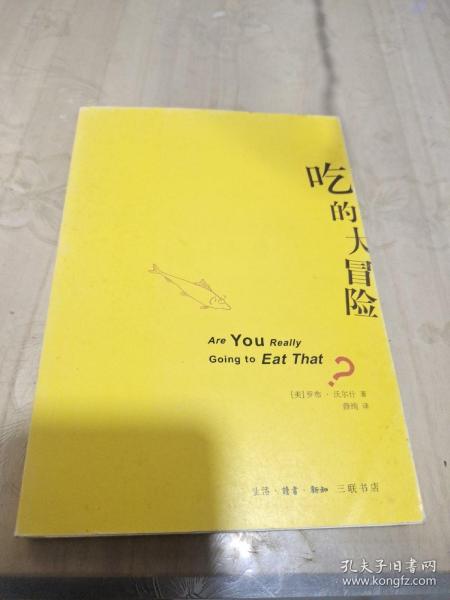 吃的大冒险
Are You Really
Going to Eat That
?
[美]罗布·沃尔什 著
薛绚 译
生活·讀書·新知 三联书店
孔夫子旧书网
www.kongfz.com